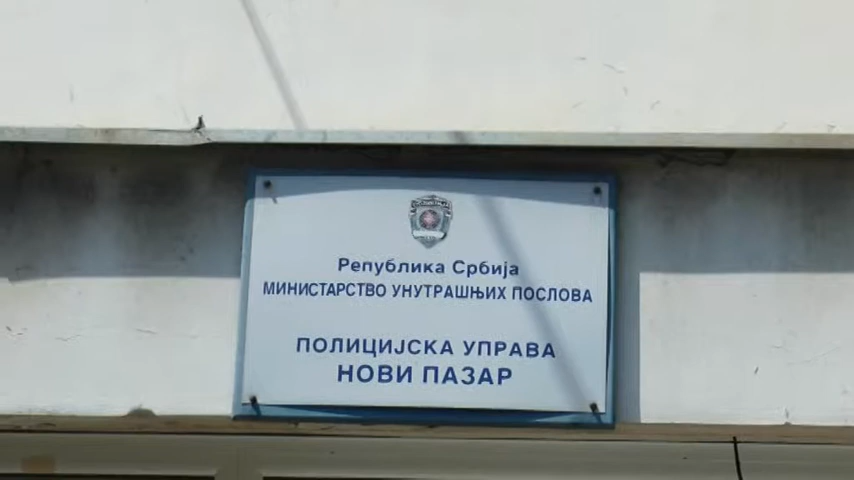 Република Србија
МИНИСТАРСТВО УНУТРАШЊИХ ПОСЛОВА
ПОЛИЦИЈСКА УПРАВА
НОВИ ПАЗАР